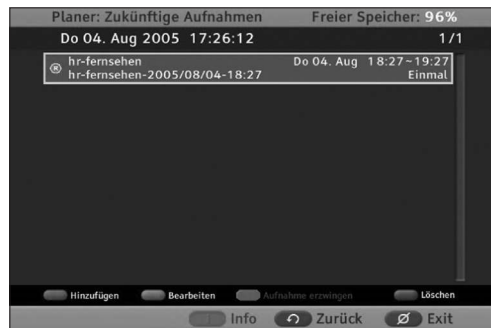 Planer: Zukünftige Aufnahmen Freier Speicher: 96%
Do 04. Aug 2005 17:26:12 1/1
hr-fernsehen Do 04. Aug 18:27~19:27
hr-fernsehen-2005/08/04-18:27 Einmal
Hinzufügen Bearbeiten Aufnahme erzwingen Löschen
Info Zurück Exit